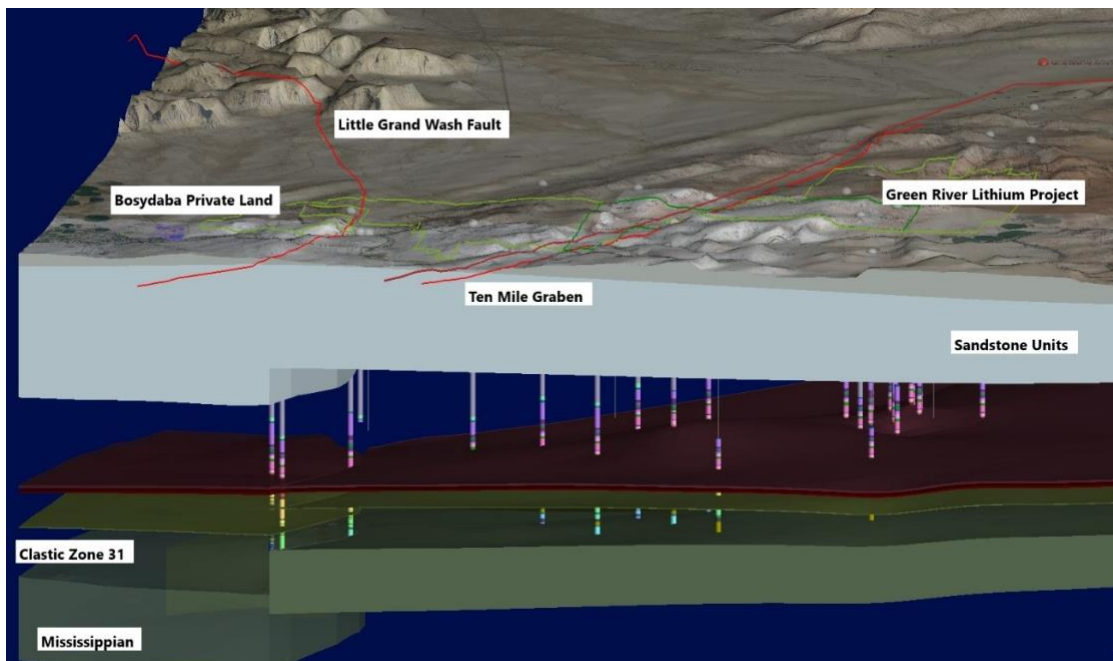 Little Grand Wash Fault
Bosydaba Private Land
Green River Lithium Project
Ten Mile Graben
Sandstone Units
Clastic Zone 31
Mississippian